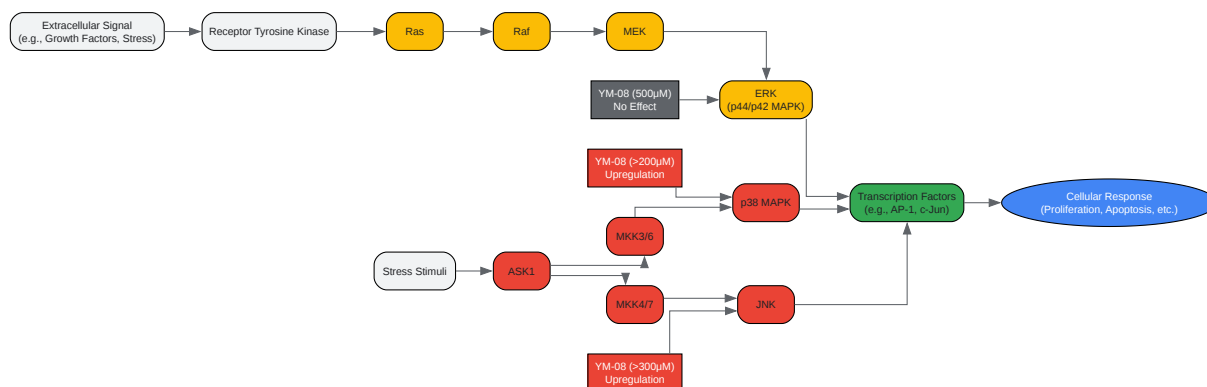 Extracellular Signal
(e.g., Growth Factors, Stress)
Receptor Tyrosine Kinase
Ras
Raf
MEK
YM-08 (500μM)
No Effect
ERK
(p44/p42 MAPK)
YM-08 (>200μM)
Upregulation
p38 MAPK
Transcription Factors
(e.g., AP-1, c-Jun)
Cellular Response
(Proliferation, Apoptosis, etc.)
MKK3/6
Stress Stimuli
ASK1
MKK4/7
JNK
YM-08 (>300μM)
Upregulation